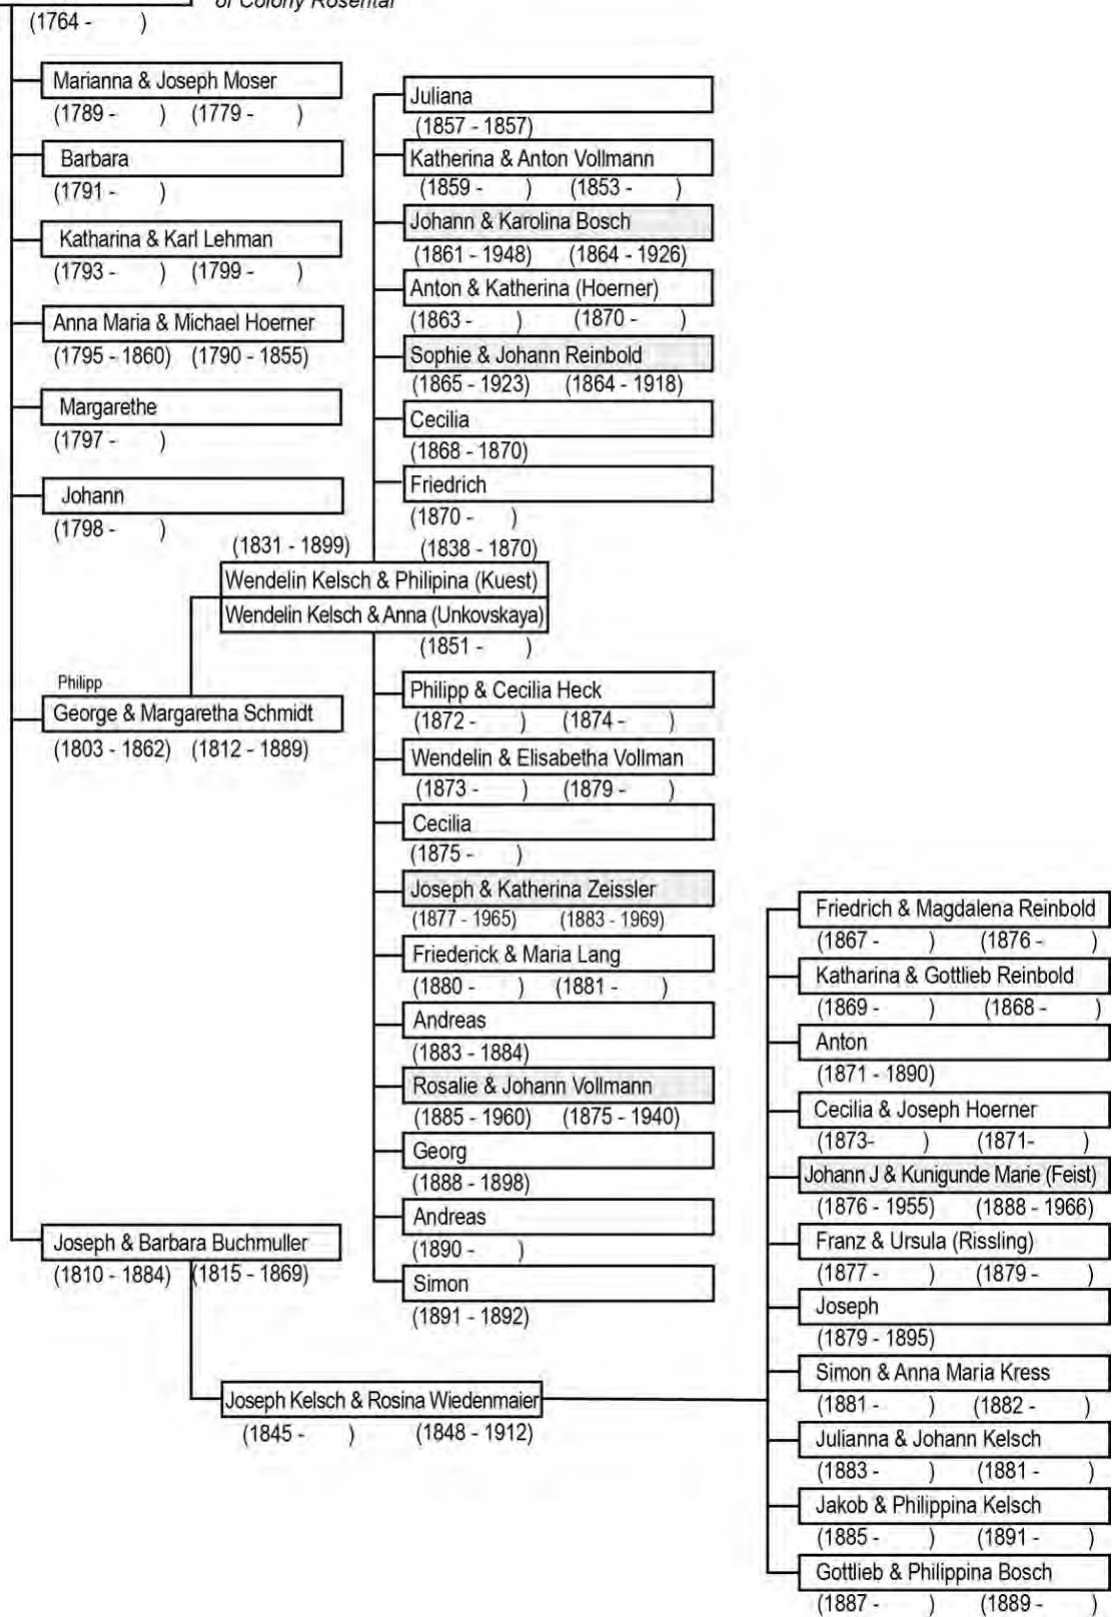 of Colony Rosental
(1764 - )
Marianna & Joseph Moser
(1789 - ) (1779 - )
Barbara
(1791 - )
Katharina & Karl Lehman
(1793 - ) (1799 - )
Anna Maria & Michael Hoerner
(1795 - 1860) (1790 - 1855)
Margarethe
(1797 - )
Johann
(1798 - )
Philipp
George & Margaretha Schmidt
(1803 - 1862) (1812 - 1889)
Joseph & Barbara Buchmuller
(1810 - 1884) (1815 - 1869)
(1831 - 1899) (1838 - 1870)
Wendelin Kelsch & Philipina (Kuest)
Wendelin Kelsch & Anna (Unkovskaya)
(1851 - )
Joseph Kelsch & Rosina Wiedenmaier
(1845 - ) (1848 - 1912)
Juliana
(1857 - 1857)
Katherina & Anton Vollmann
(1859 - ) (1853 - )
Johann & Karolina Bosch
(1861 - 1948) (1864 - 1926)
Anton & Katherina (Hoerner)
(1863 - ) (1870 - )
Sophie & Johann Reinbold
(1865 - 1923) (1864 - 1918)
Cecilia
(1868 - 1870)
Friedrich
(1870 - )
Philipp & Cecilia Heck
(1872 - ) (1874 - )
Wendelin & Elisabetha Vollman
(1873 - ) (1879 - )
Cecilia
(1875 - )
Joseph & Katherina Zeissler
(1877 - 1965) (1883 - 1969)
Friederick & Maria Lang
(1880 - ) (1881 - )
Andreas
(1883 - 1884)
Rosalie & Johann Vollmann
(1885 - 1960) (1875 - 1940)
Georg
(1888 - 1898)
Andreas
(1890 - )
Simon
(1891 - 1892)
Friedrich & Magdalena Reinbold
(1867 - ) (1876 - )
Katharina & Gottlieb Reinbold
(1869 - ) (1868 - )
Anton
(1871 - 1890)
Cecilia & Joseph Hoerner
(1873- ) (1871- )
Johann J & Kunigunde Marie (Feist)
(1876 - 1955) (1888 - 1966)
Franz & Ursula (Rissling)
(1877 - ) (1879 - )
Joseph
(1879 - 1895)
Simon & Anna Maria Kress
(1881 - ) (1882 - )
Julianna & Johann Kelsch
(1883 - ) (1881 - )
Jakob & Philippina Kelsch
(1885 - ) (1891 - )
Gottlieb & Philippina Bosch
(1887 - ) (1889 - )